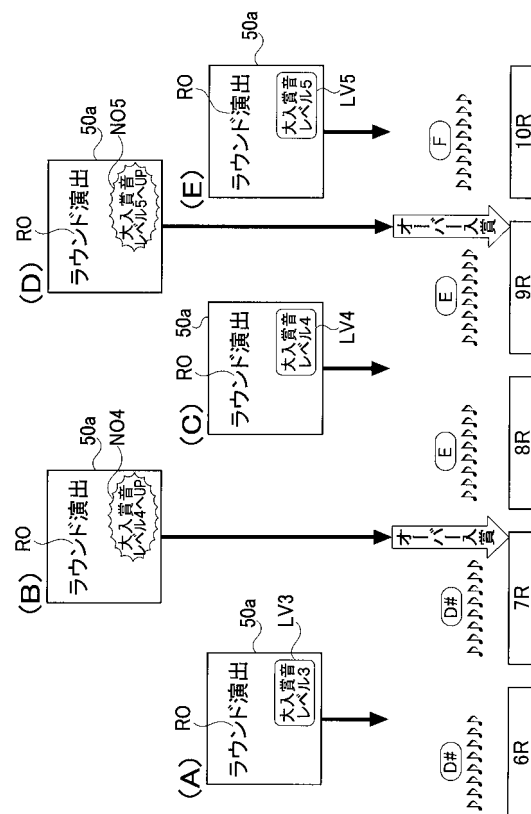 (A)
RO
50a
ラウンド演出
大入賞音
レベル3
LV3
(B)
RO
50a
NO4
ラウンド演出
大入賞音
レベル4へUP
(C)
RO
50a
ラウンド演出
大入賞音
レベル4
LV4
(D)
RO
50a
NO5
ラウンド演出
大入賞音
レベル5へUP
(E)
RO
50a
ラウンド演出
大入賞音
レベル5
LV5
オーバー入賞
オーバー入賞
D#
♪♪♪♪♪♪♪♪
D#
♪♪♪♪♪♪♪♪
E
♪♪♪♪♪♪♪♪
E
♪♪♪♪♪♪♪♪
F
♪♪♪♪♪♪♪♪
6R
7R
8R
9R
10R